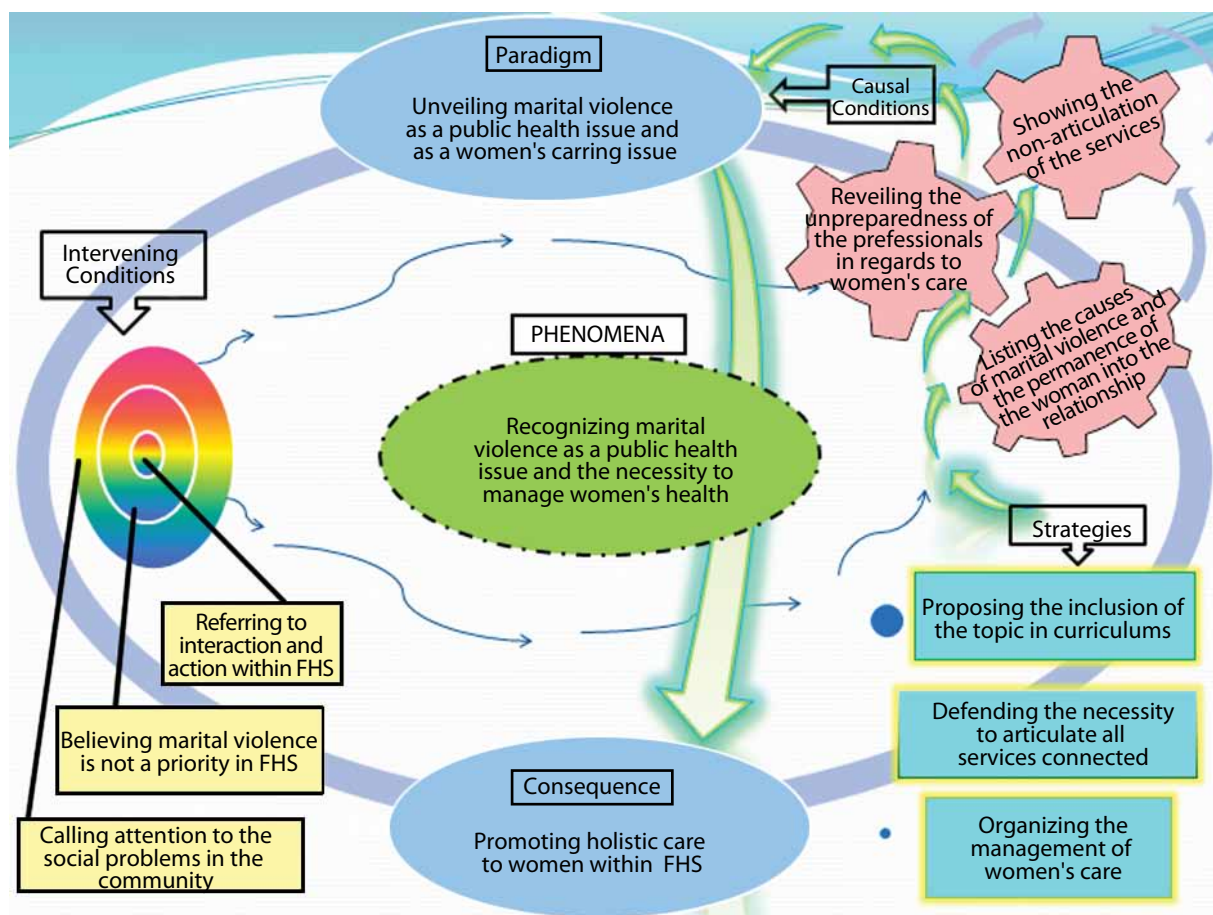 Paradigm
Unveiling marital violence
as a public health issue and
as a women's carring issue
Causal
Conditions
Showing the
non-articulation
of the services
Reveiling the
unpreparedness of
the prefessionals
in regards to
women's care
Listing the causes
of marital violence and
the permanence of
the woman into the
relationship
Intervening
Conditions
PHENOMENA
Recognizing marital
violence as a public health
issue and the necessity to
manage women's health
Strategies
Proposing the inclusion of
the topic in curriculums
Defending the necessity
to articulate all
services connected
Organizing the
management of
women's care
Referring to
interaction and
action within FHS
Believing marital violence
is not a priority in FHS
Calling attention to the
social problems in the
community
Consequence
Promoting holistic care
to women within FHS